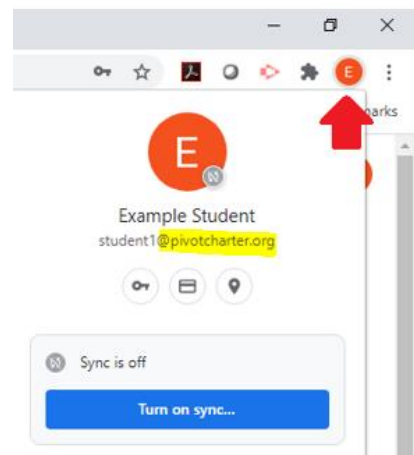 E
arks
E
Example Student
student1@pivotcharter.org
Sync is off
Turn on sync...